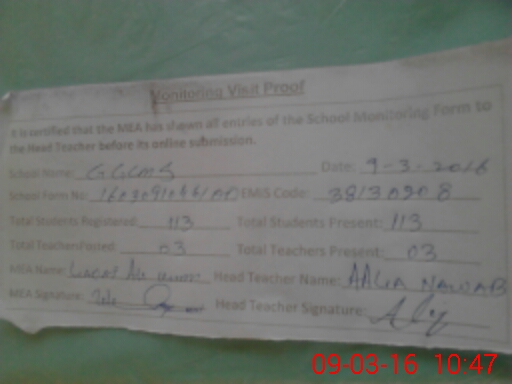 Monitoring Visit Proof
It is certified that the MEA has shown all entries of the School Monitoring Form to
the Head Teacher before its online submission.
School Name: Date: 9-3-2016
School Form No: EMIS Code: 38130908
Total Students Registered: 113 Total Students Present: 113
Total TeachersPosted: 03 Total Teachers Present: 03
MEA Name: Head Teacher Name: AALIA NAWAB
MEA Signature: Head Teacher Signature:
09-03-16 10:47